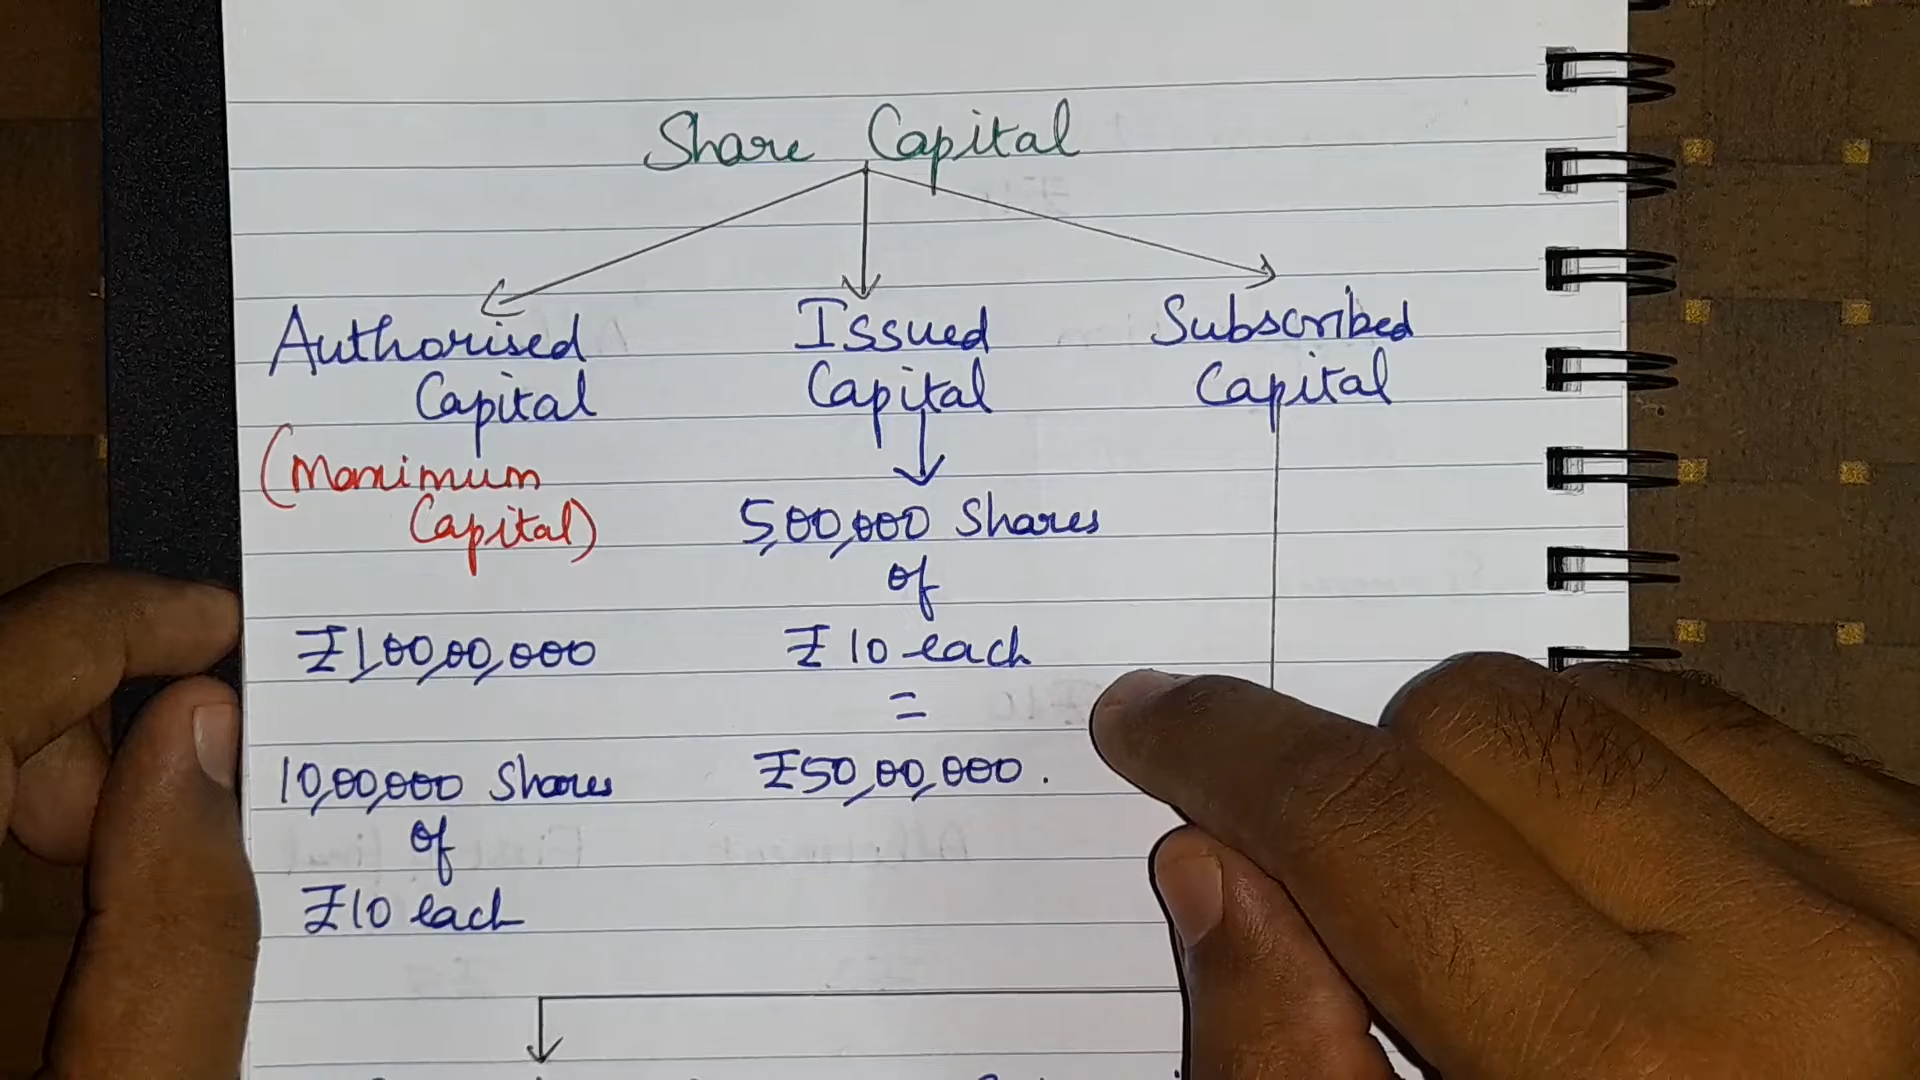 Share Capital
Authorised
Capital
(Maximum
Capital)
₹1,00,00,000
10,00,000 Shares
of
₹10 each
Issued
Capital
5,00,000 Shares
of
₹10 each
=
₹50,00,000.
Subscribed
Capital